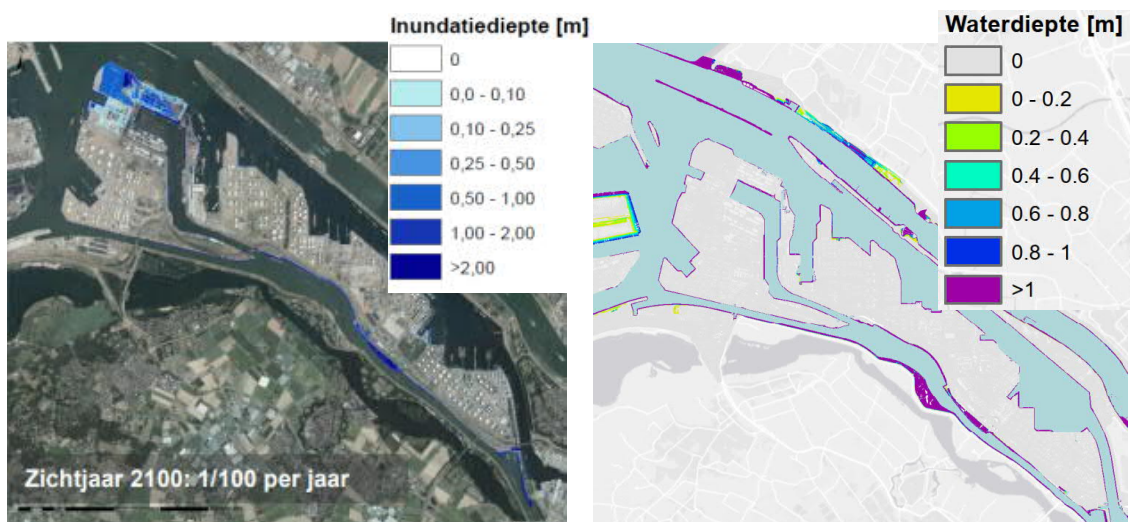 Inundatiediepte [m]
0
0,0 - 0,10
0,10 - 0,25
0,25 - 0,50
0,50 - 1,00
1,00 - 2,00
>2,00
Zichtjaar 2100: 1/100 per jaar
Waterdiepte [m]
0
0 - 0.2
0.2 - 0.4
0.4 - 0.6
0.6 - 0.8
0.8 - 1
>1